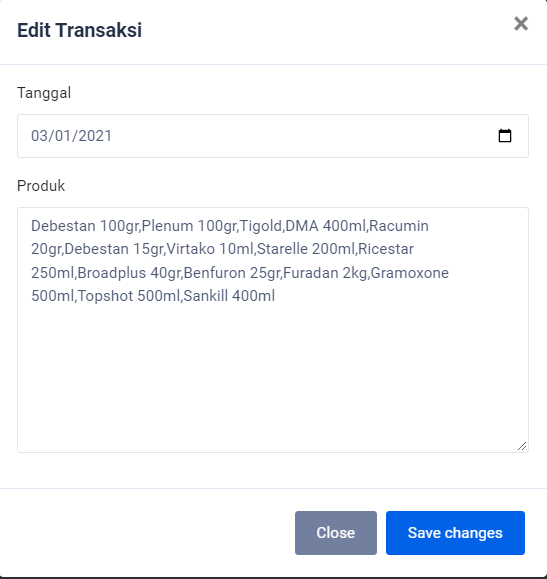 Edit Transaksi
×
Tanggal
03/01/2021
Produk
Debestan 100gr,Plenum 100gr,Tigold,DMA 400ml,Racumin
20gr,Debestan 15gr,Virtako 10ml,Starelle 200ml,Ricestar
250ml,Broadplus 40gr,Benfuron 25gr,Furadan 2kg,Gramoxone
500ml,Topshot 500ml,Sankill 400ml
Close
Save changes